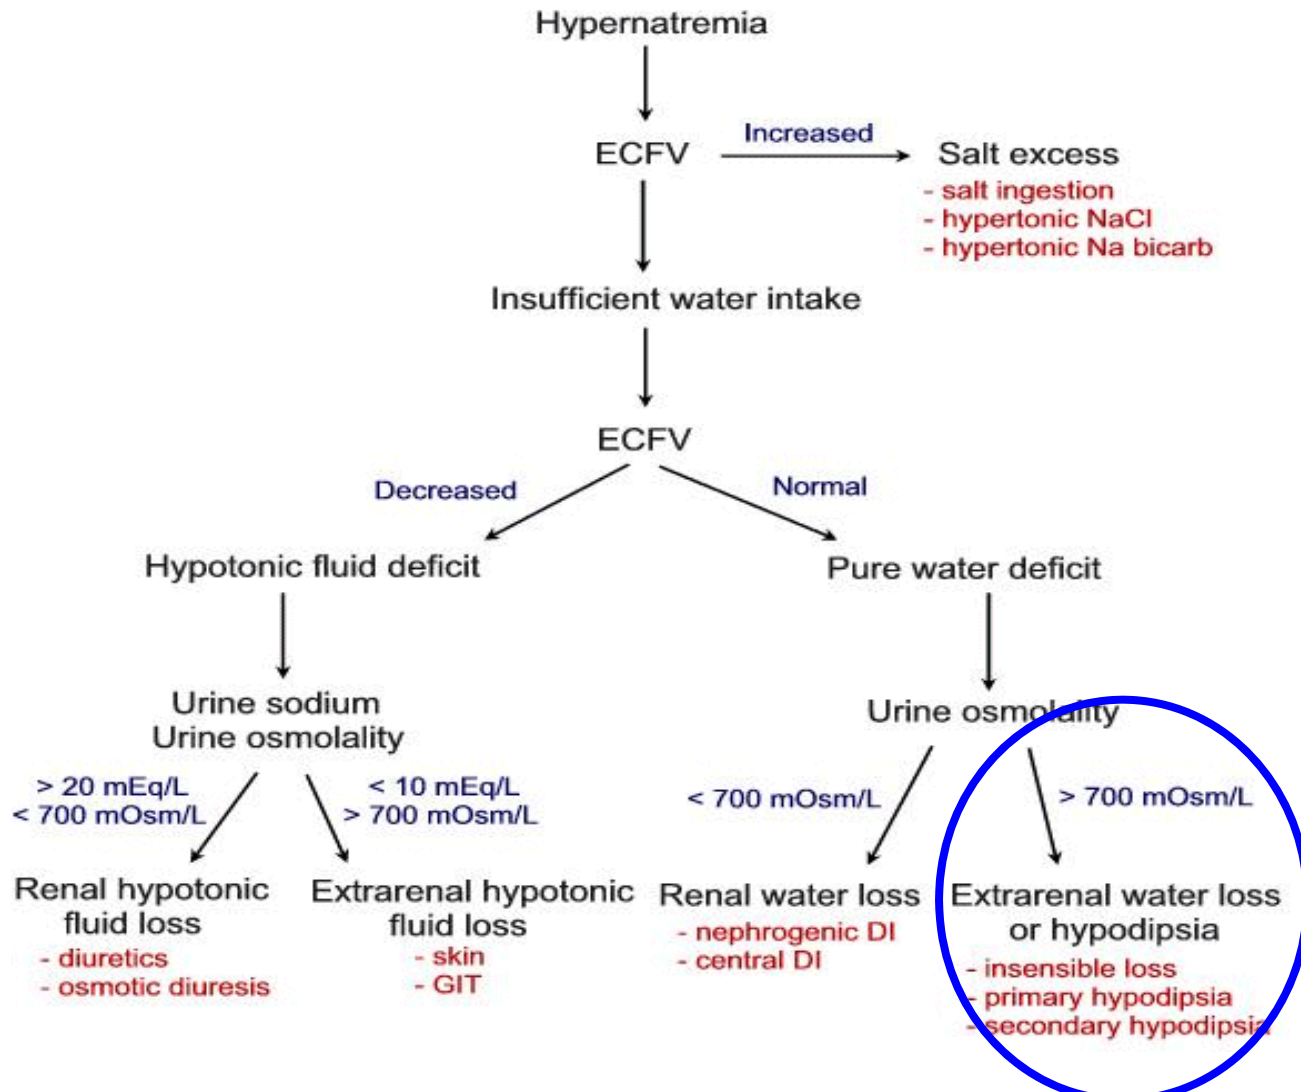 Hypernatremia
ECFV
Increased
Salt excess
- salt ingestion
- hypertonic NaCl
- hypertonic Na bicarb
Insufficient water intake
ECFV
Decreased
Normal
Hypotonic fluid deficit
Pure water deficit
Urine sodium
Urine osmolality
Urine osmolality
> 20 mEq/L
< 700 mOsm/L
< 10 mEq/L
> 700 mOsm/L
< 700 mOsm/L
> 700 mOsm/L
Renal hypotonic
fluid loss
- diuretics
- osmotic diuresis
Extrarenal hypotonic
fluid loss
- skin
- GIT
Renal water loss
- nephrogenic DI
- central DI
Extrarenal water loss
or hypodipsia
- insensible loss
- primary hypodipsia
- secondary hypodipsia